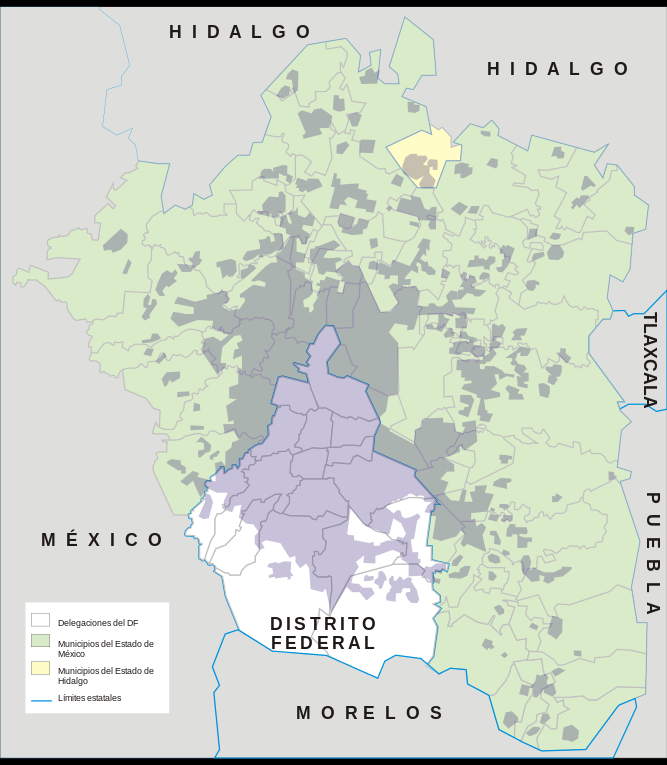 HIDALGO
HIDALGO
TLAXCALA
PUEBLA
MÉXICO
DISTRITO
FEDERAL
MORELOS
Delegaciones del DF
Municipios del Estado de
México
Municipios del Estado de
Hidalgo
Límites estatales